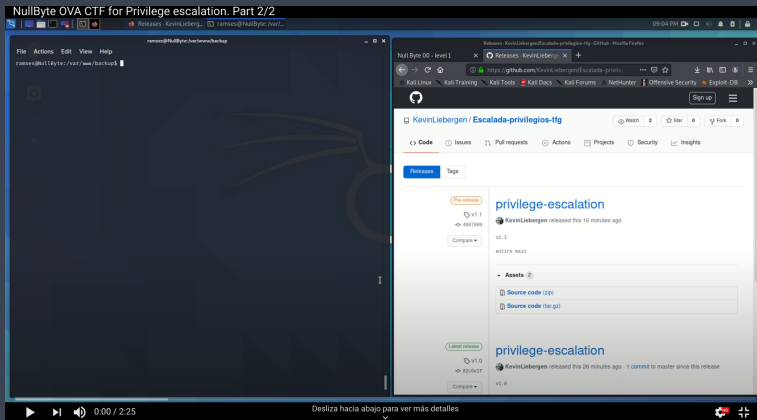 NullByte OVA CTF for Privilege escalation. Part 2/2
Releases · KevinLieberg...
ramses@NullByte: /var/...
09:04 PM
ramses@NullByte:/var/www/backup
File Actions Edit View Help
ramses@NullByte:/var/www/backup$
Releases · KevinLiebergen/Escalada-privilegios-tfg · GitHub - Mozilla Firefox
Null Byte 00 - level 1
Releases · KevinLieberg
https://github.com/KevinLiebergen/Escalada-privile
Kali Linux
Kali Training
Kali Tools
Kali Docs
Kali Forums
NetHunter
Offensive Security
Exploit-DB
Sign up
KevinLiebergen / Escalada-privilegios-tfg
Watch 2
Star 0
Fork 0
Code
Issues
Pull requests
Actions
Projects
Security
Insights
Releases
Tags
Pre-release
v1.1
Compare
privilege-escalation
KevinLiebergen released this 16 minutes ago
v1.1
entire main
Assets 2
Source code (zip)
Source code (tar.gz)
Latest release
v1.0
Compare
privilege-escalation
KevinLiebergen released this 26 minutes ago · 1 commit to master since this release
v1.0
0:00 / 2:25
Desliza hacia abajo para ver más detalles